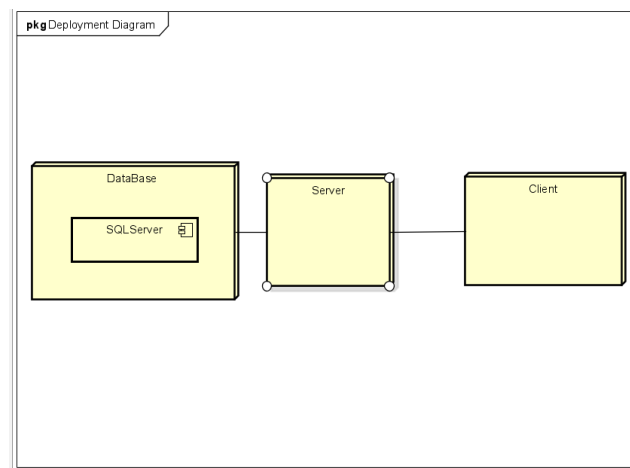 pkg Deployment Diagram
DataBase
SQLServer
Server
Client